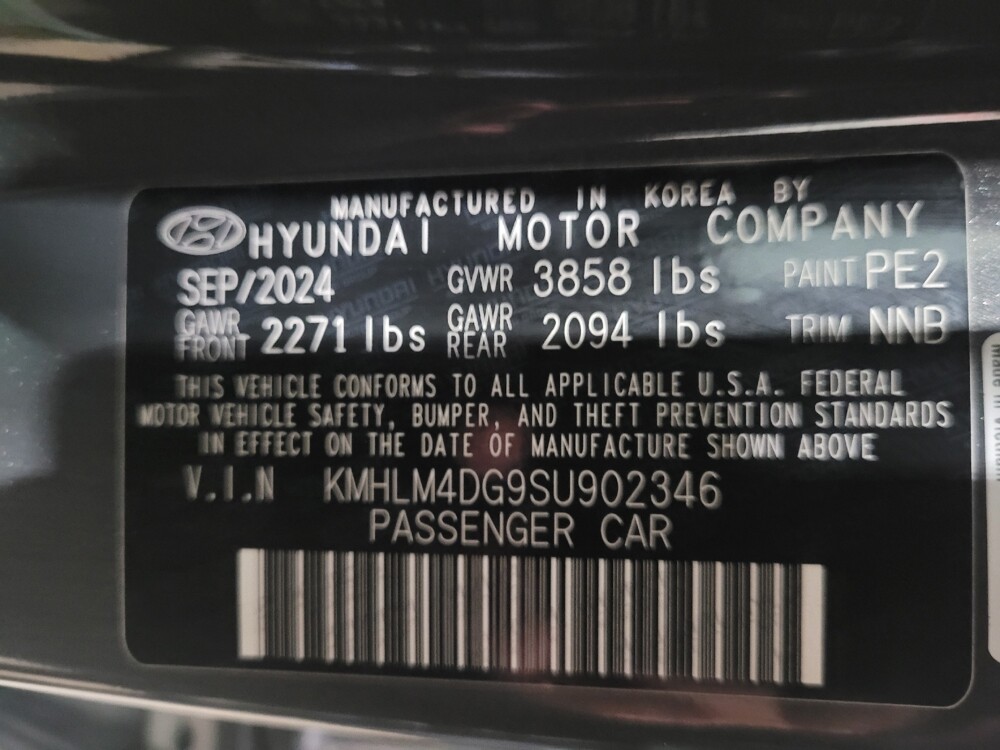 MANUFACTURED IN KOREA BY
HYUNDAI MOTOR COMPANY
SEP/2024 GVWR 3858 lbs PAINT PE2
GAWR FRONT 2271 lbs GAWR REAR 2094 lbs TRIM NNB
THIS VEHICLE CONFORMS TO ALL APPLICABLE U.S.A. FEDERAL
MOTOR VEHICLE SAFETY, BUMPER, AND THEFT PREVENTION STANDARDS
IN EFFECT ON THE DATE OF MANUFACTURE SHOWN ABOVE
V.I.N KMHLM4DG9SU902346
PASSENGER CAR